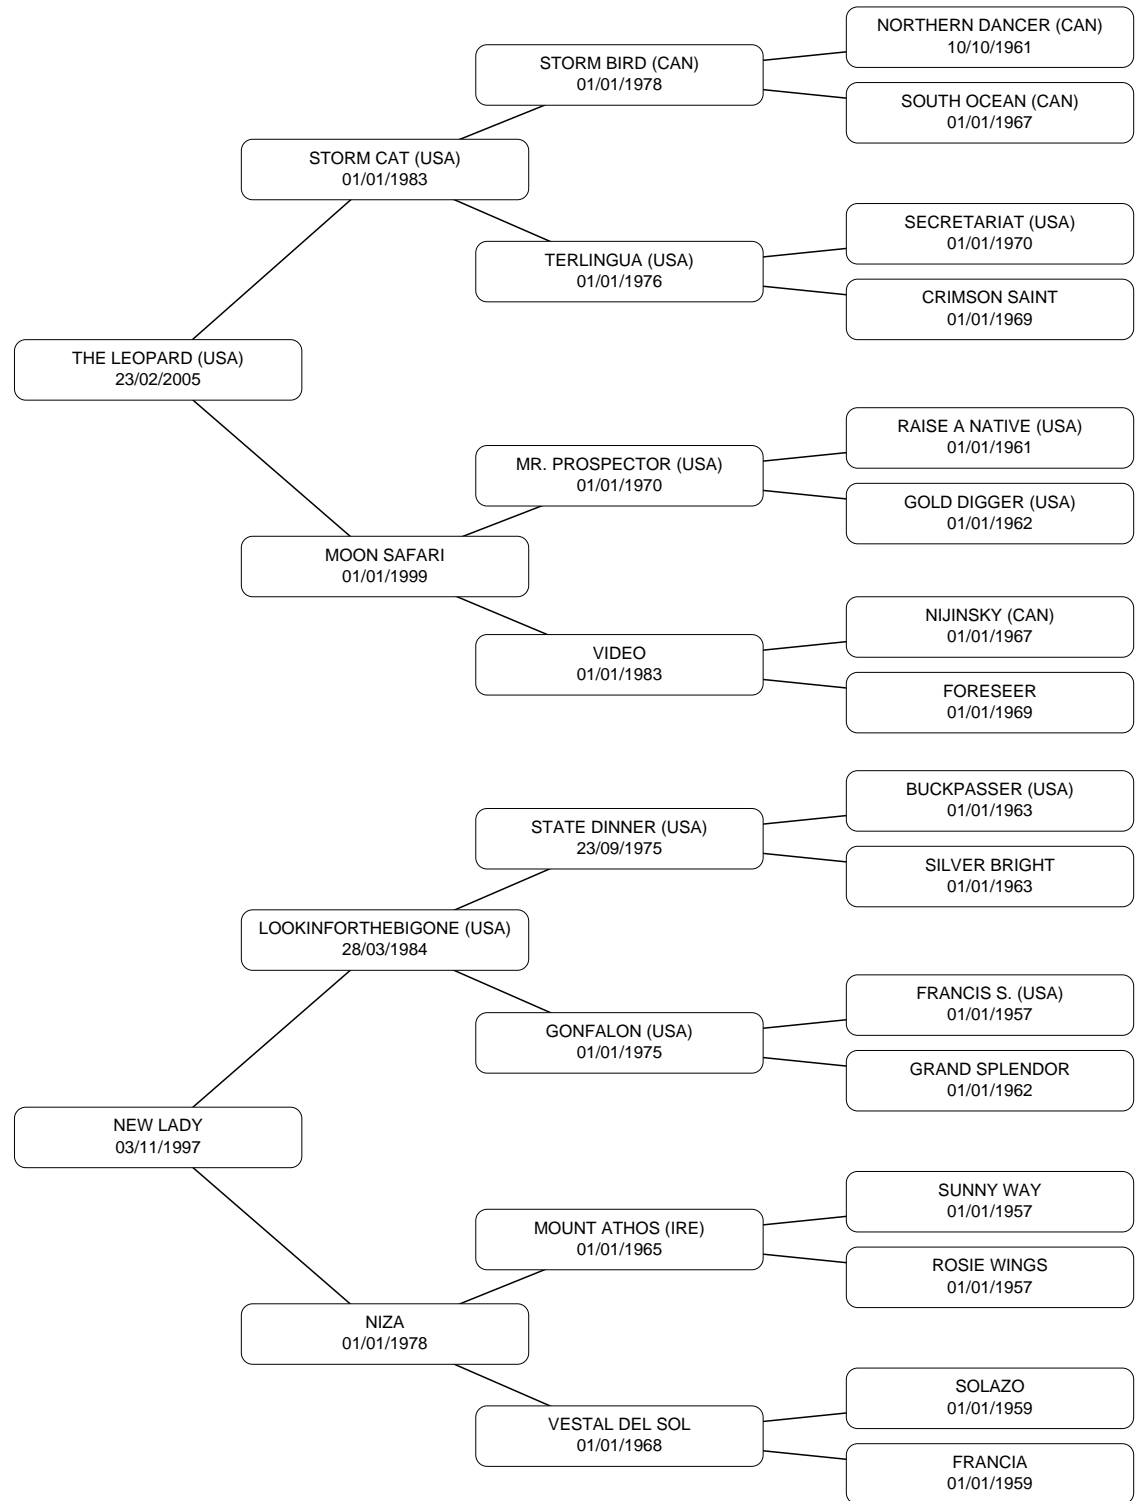 NORTHERN DANCER (CAN)
10/10/1961
STORM BIRD (CAN)
01/01/1978
SOUTH OCEAN (CAN)
01/01/1967
STORM CAT (USA)
01/01/1983
SECRETARIAT (USA)
01/01/1970
TERLINGUA (USA)
01/01/1976
CRIMSON SAINT
01/01/1969
THE LEOPARD (USA)
23/02/2005
RAISE A NATIVE (USA)
01/01/1961
MR. PROSPECTOR (USA)
01/01/1970
GOLD DIGGER (USA)
01/01/1962
MOON SAFARI
01/01/1999
NIJINSKY (CAN)
01/01/1967
VIDEO
01/01/1983
FORESEER
01/01/1969
BUCKPASSER (USA)
01/01/1963
STATE DINNER (USA)
23/09/1975
SILVER BRIGHT
01/01/1963
LOOKINFORTHEBIGONE (USA)
28/03/1984
FRANCIS S. (USA)
01/01/1957
GONFALON (USA)
01/01/1975
GRAND SPLENDOR
01/01/1962
NEW LADY
03/11/1997
SUNNY WAY
01/01/1957
MOUNT ATHOS (IRE)
01/01/1965
ROSIE WINGS
01/01/1957
NIZA
01/01/1978
SOLAZO
01/01/1959
VESTAL DEL SOL
01/01/1968
FRANCIA
01/01/1959